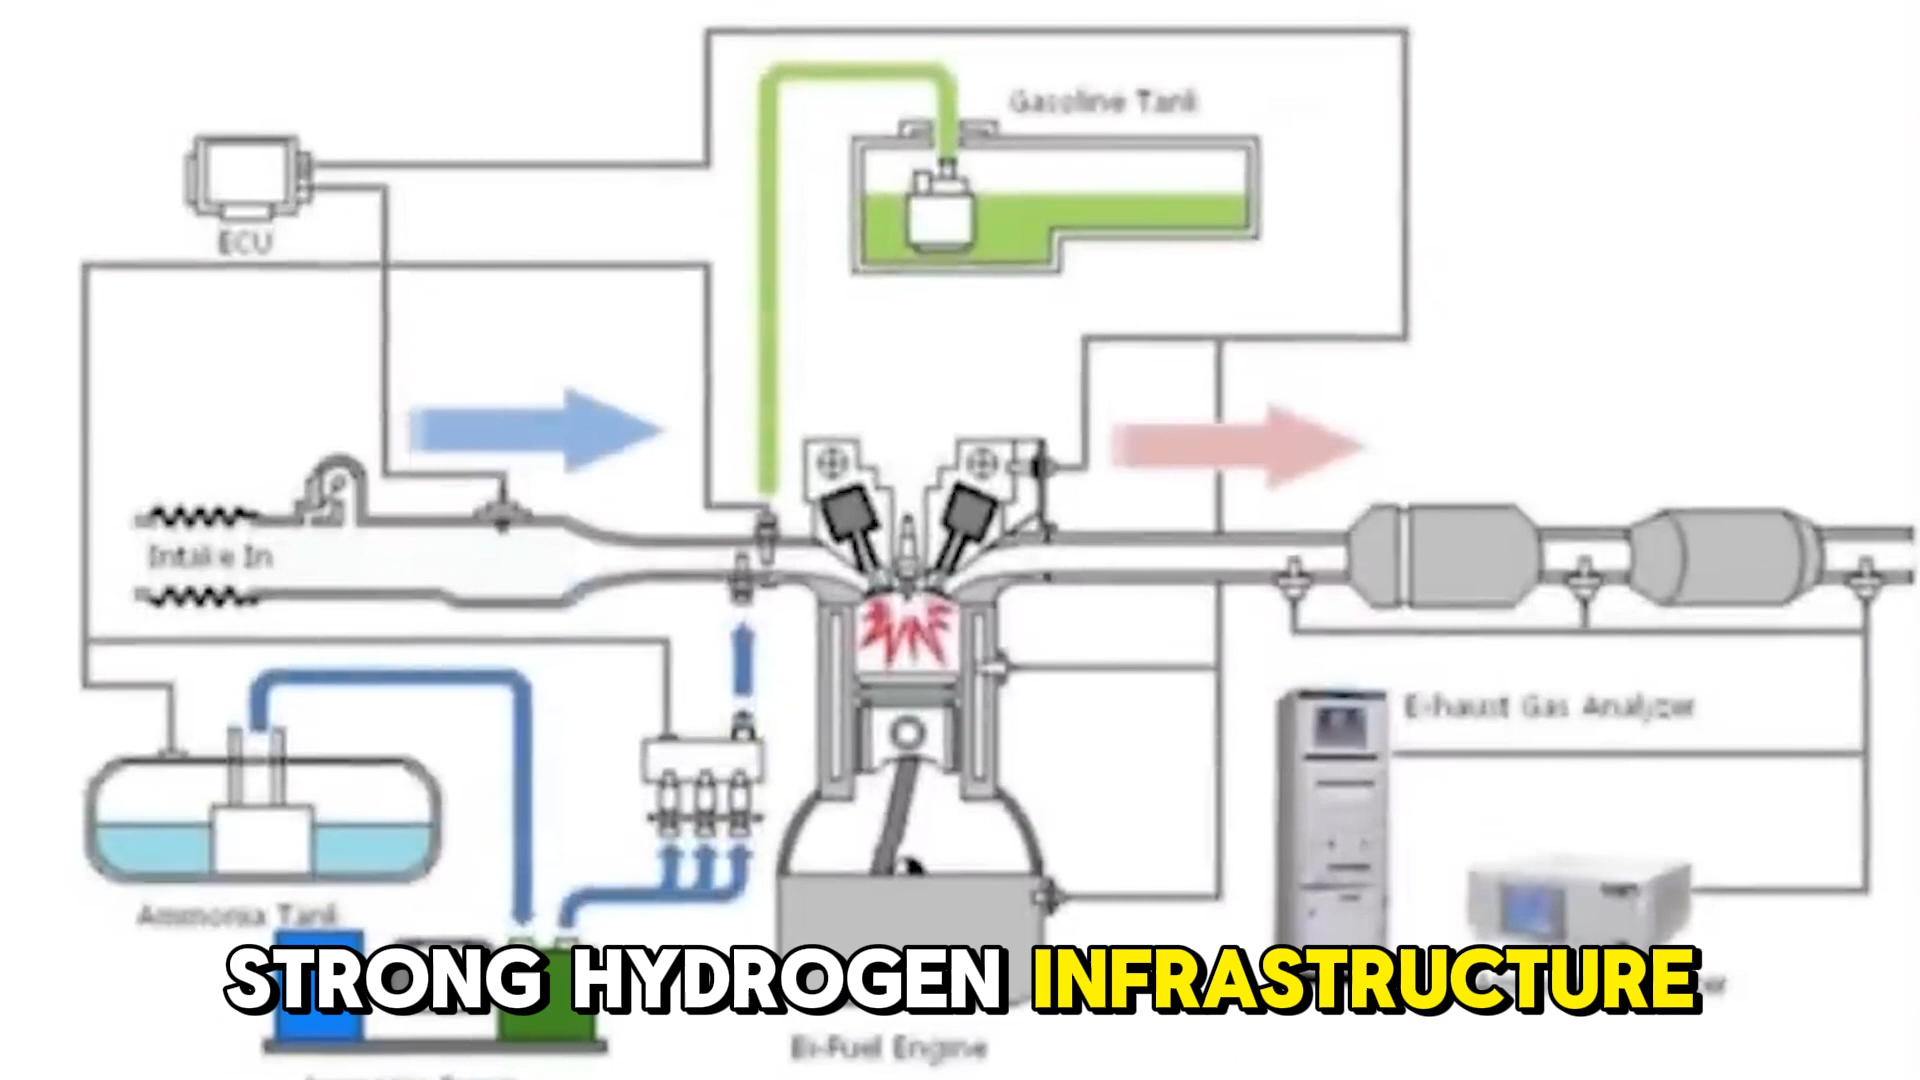 Gasoline Tank
ECU
Intake In
Exhaust Gas Analyzer
Ammonia Tank
STRONG HYDROGEN INFRASTRUCTURE
Bi-Fuel Engine